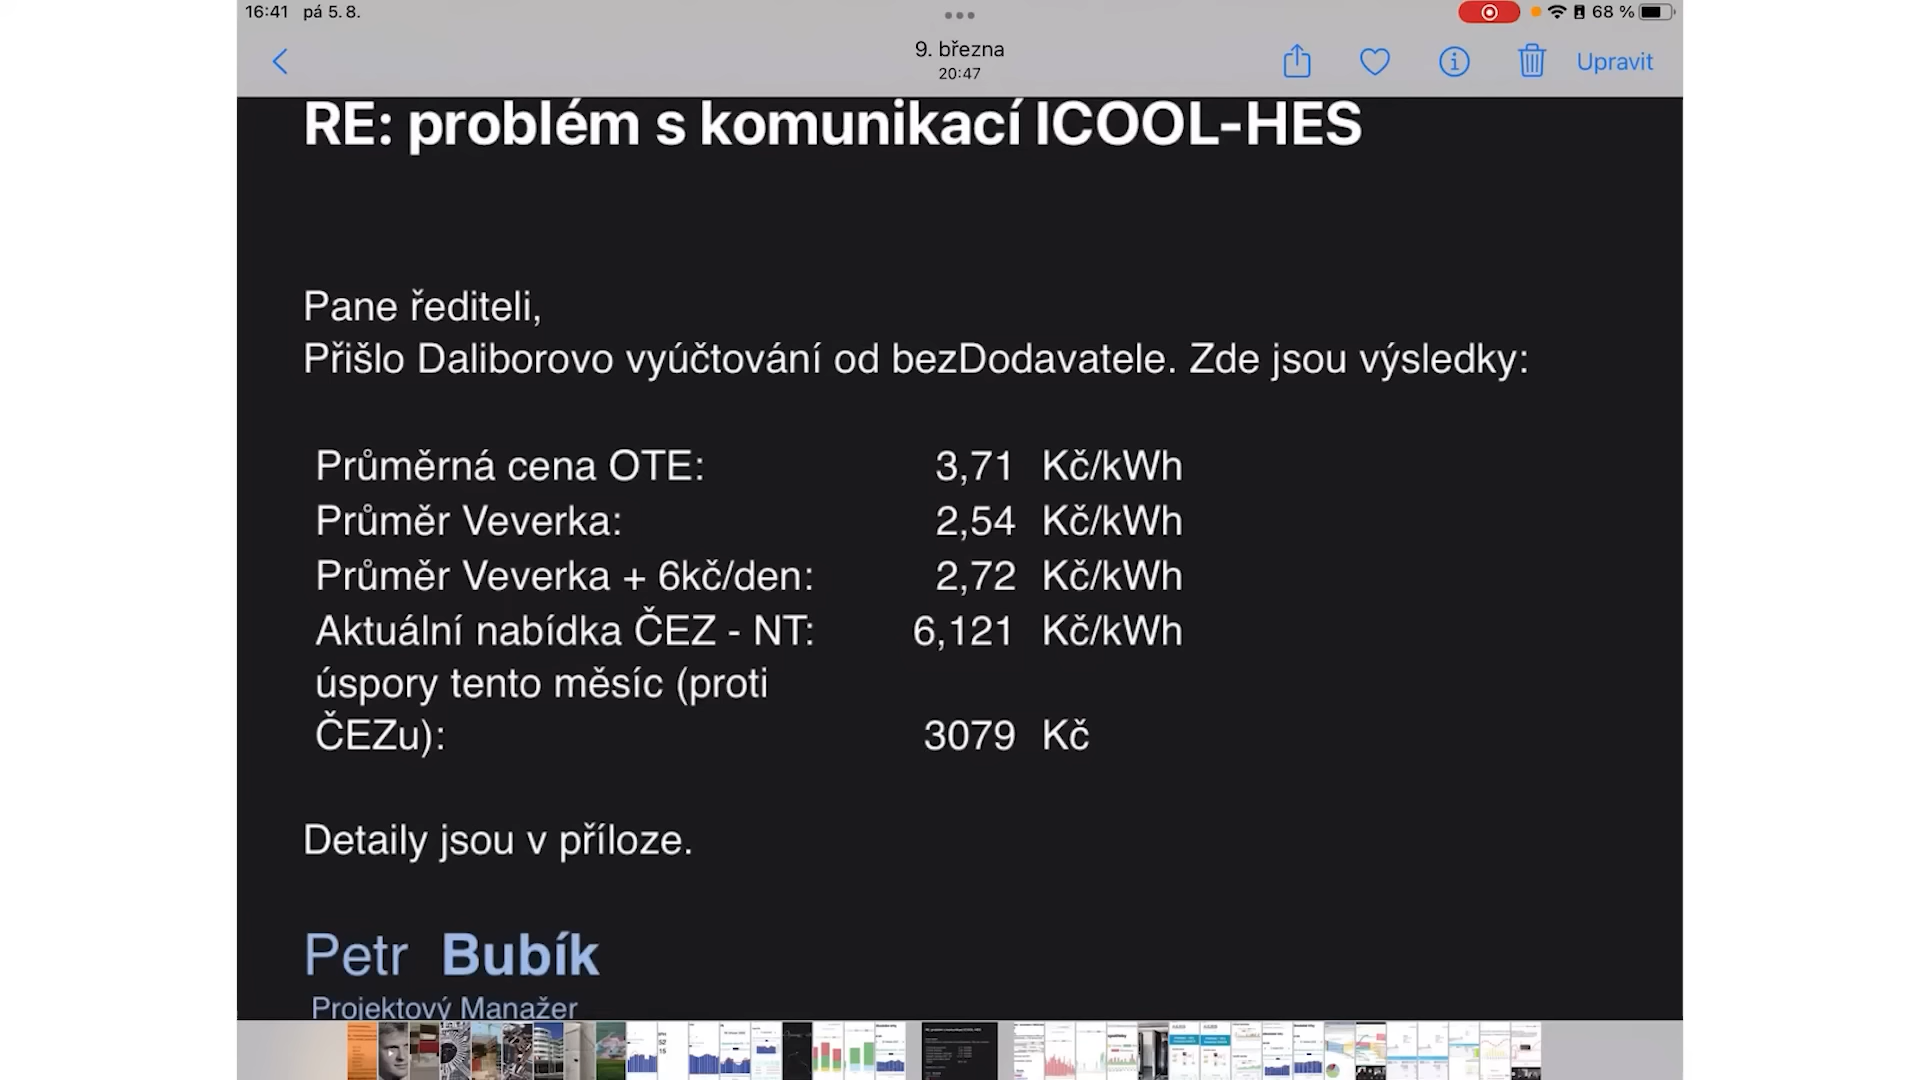 16:41 pá 5. 8.
68 %
9. března
20:47
Upravit
RE: problém s komunikací ICOOL-HES
Pane řediteli,
Přišlo Daliborovo vyúčtování od bezDodavatele. Zde jsou výsledky:
Průměrná cena OTE: 3,71 Kč/kWh
Průměr Veverka: 2,54 Kč/kWh
Průměr Veverka + 6kč/den: 2,72 Kč/kWh
Aktuální nabídka ČEZ - NT: 6,121 Kč/kWh
úspory tento měsíc (proti
ČEZu): 3079 Kč
Detaily jsou v příloze.
Petr Bubík
Projektový Manažer